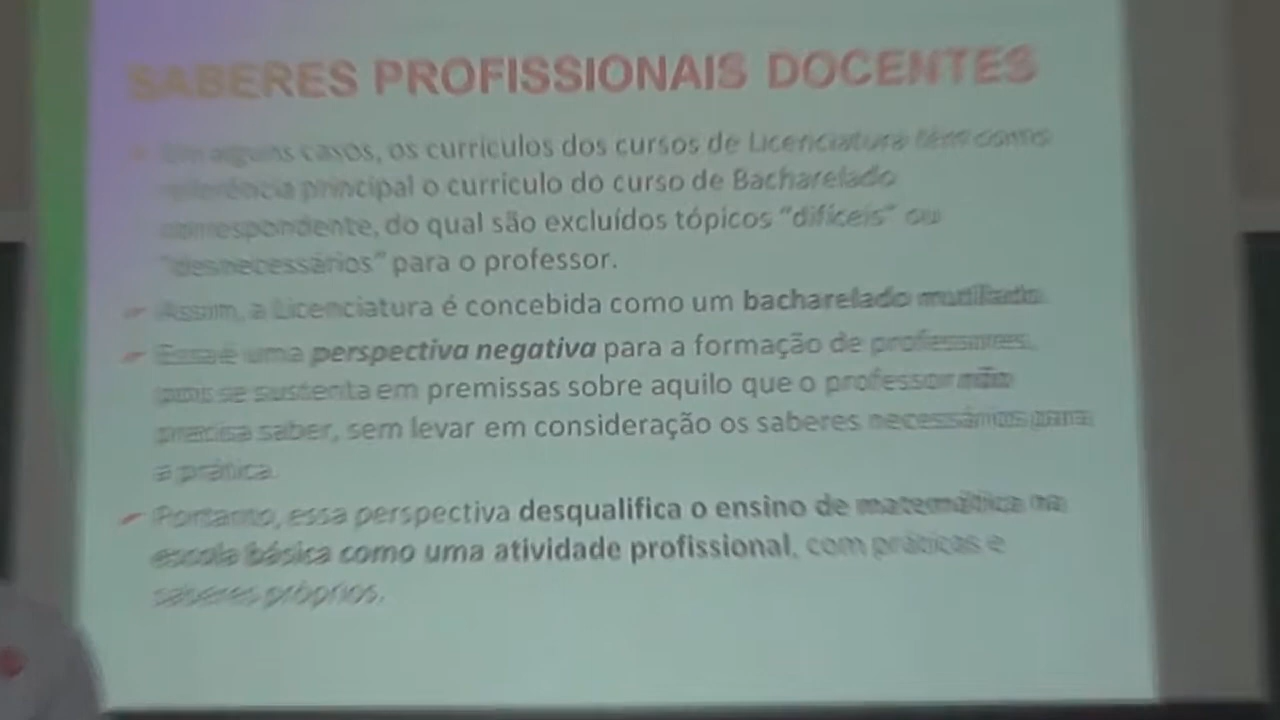 SABERES PROFISSIONAIS DOCENTES
Em alguns casos, os currículos dos cursos de Licenciatura têm como
referência principal o currículo do curso de Bacharelado
correspondente, do qual são excluídos tópicos “difíceis” ou
“desnecessários” para o professor.
Assim, a Licenciatura é concebida como um bacharelado mutilado.
Essa é uma perspectiva negativa para a formação de professores,
pois se sustenta em premissas sobre aquilo que o professor não
precisa saber, sem levar em consideração os saberes necessários para
a prática.
Portanto, essa perspectiva desqualifica o ensino de matemática na
escola básica como uma atividade profissional, com práticas e
saberes próprios.